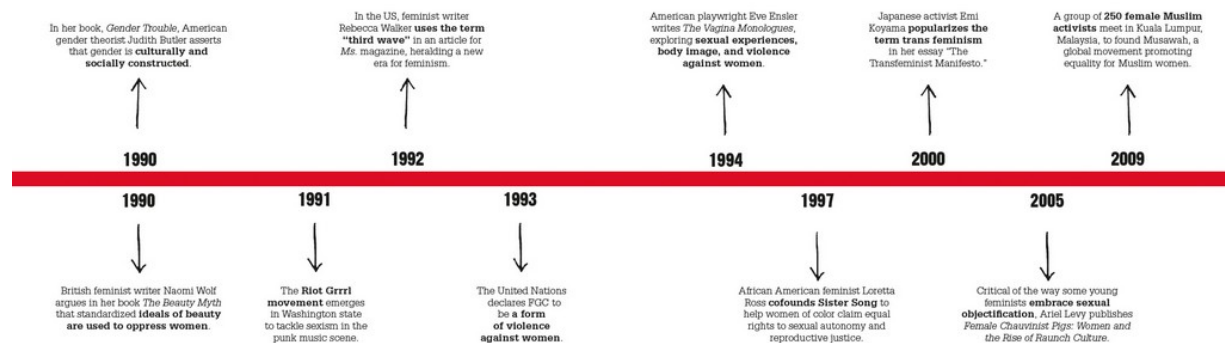 In her book, Gender Trouble, American
gender theorist Judith Butler asserts
that gender is culturally and
socially constructed.
In the US, feminist writer
Rebecca Walker uses the term
“third wave” in an article for
Ms. magazine, heralding a new
era for feminism.
American playwright Eve Ensler
writes The Vagina Monologues,
exploring sexual experiences,
body image, and violence
against women.
Japanese activist Emi
Koyama popularizes the
term trans feminism
in her essay “The
Transfeminist Manifesto.”
A group of 250 female Muslim
activists meet in Kuala Lumpur,
Malaysia, to found Musawah, a
global movement promoting
equality for Muslim women.
1990
1992
1994
2000
2009
1990
1991
1993
1997
2005
British feminist writer Naomi Wolf
argues in her book The Beauty Myth
that standardized ideals of beauty
are used to oppress women.
The Riot Grrrl
movement emerges
in Washington state
to tackle sexism in the
punk music scene.
The United Nations
declares FGC to
be a form
of violence
against women.
African American feminist Loretta
Ross cofounds Sister Song to
help women of color claim equal
rights to sexual autonomy and
reproductive justice.
Critical of the way some young
feminists embrace sexual
objectification, Ariel Levy publishes
Female Chauvinist Pigs: Women and
the Rise of Raunch Culture.